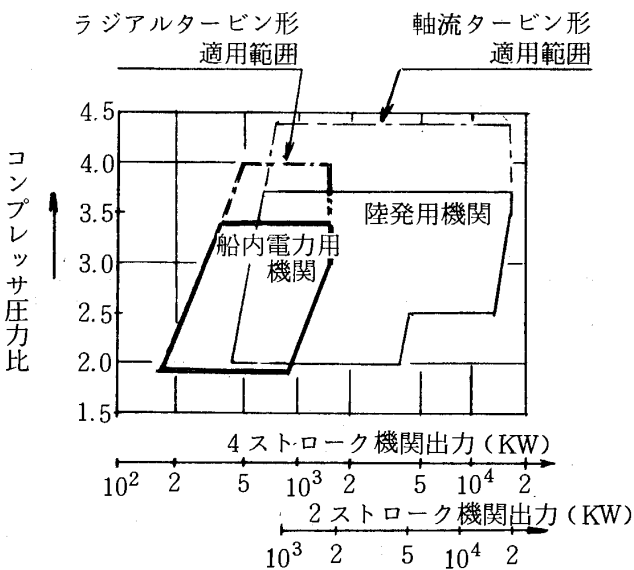 ラジアルタービン形
適用範囲
軸流タービン形
適用範囲
コンプレッサ圧力比
4.5
4.0
3.5
3.0
2.5
2.0
1.5
陸発用機関
船内電力用
機関
4ストローク機関出力(KW)
10² 2 5 10³ 2 5 10⁴ 2
2ストローク機関出力(KW)
10³ 2 5 10⁴ 2